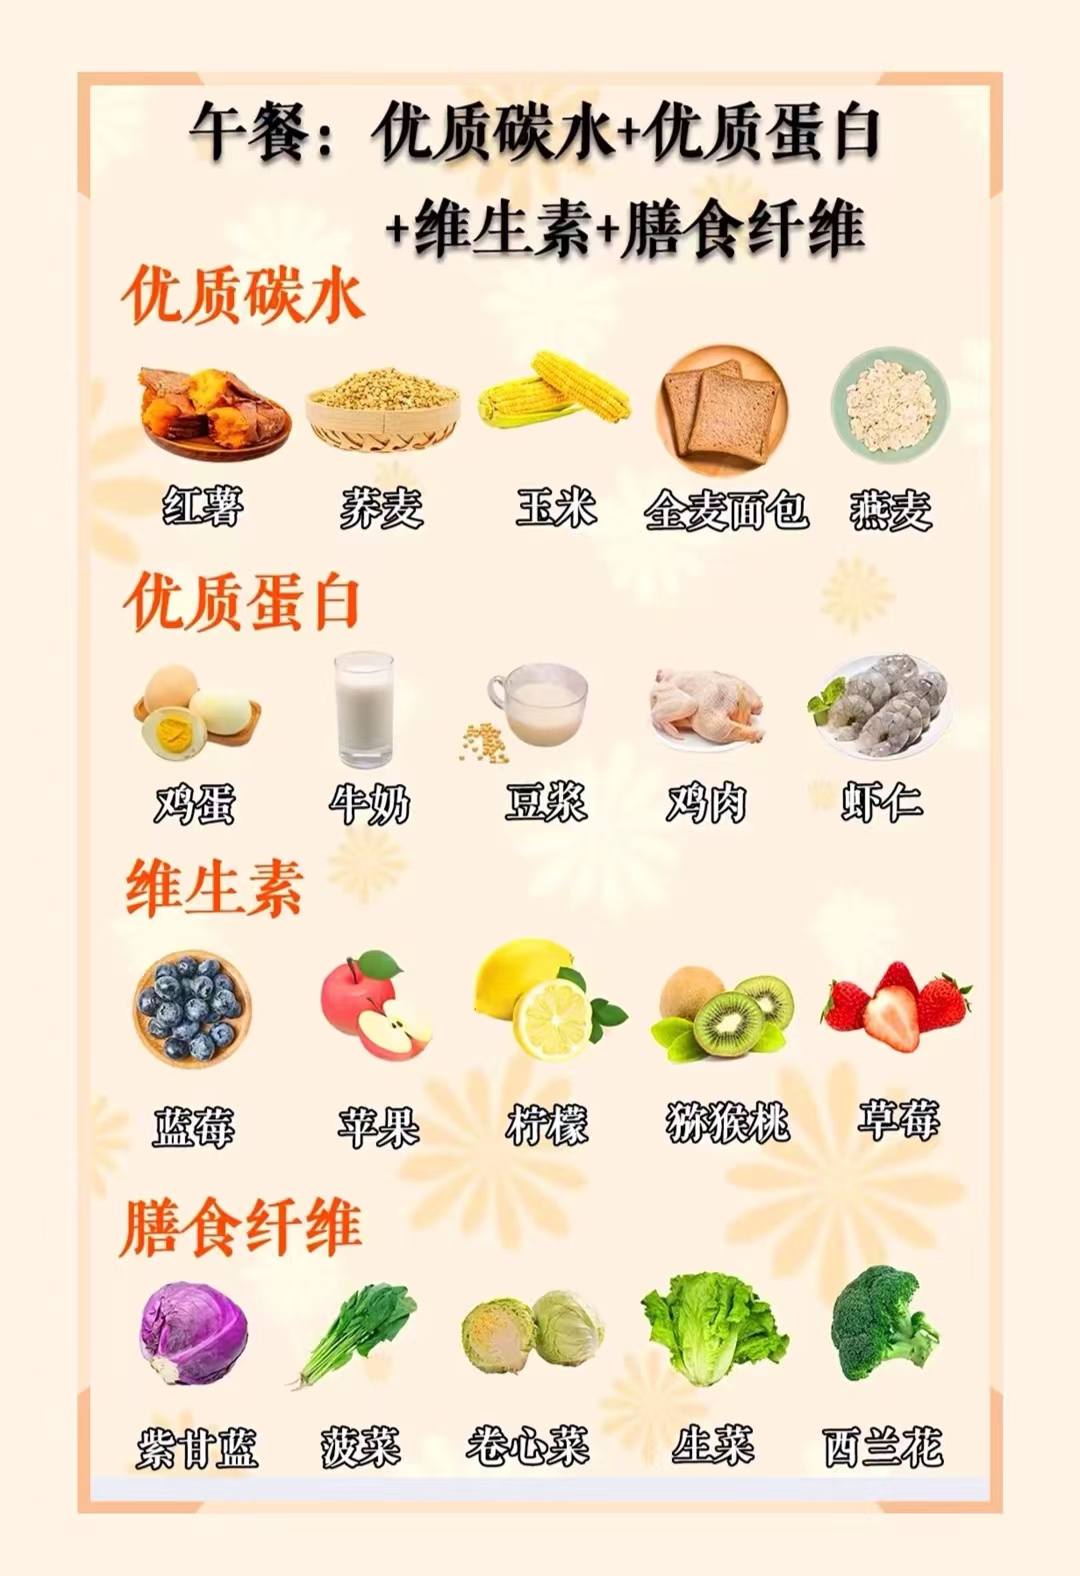 午餐：优质碳水+优质蛋白
+维生素+膳食纤维
优质碳水
红薯 荞麦 玉米 全麦面包 燕麦
优质蛋白
鸡蛋 牛奶 豆浆 鸡肉 虾仁
维生素
蓝莓 苹果 柠檬 猕猴桃 草莓
膳食纤维
紫甘蓝 菠菜 卷心菜 生菜 西兰花